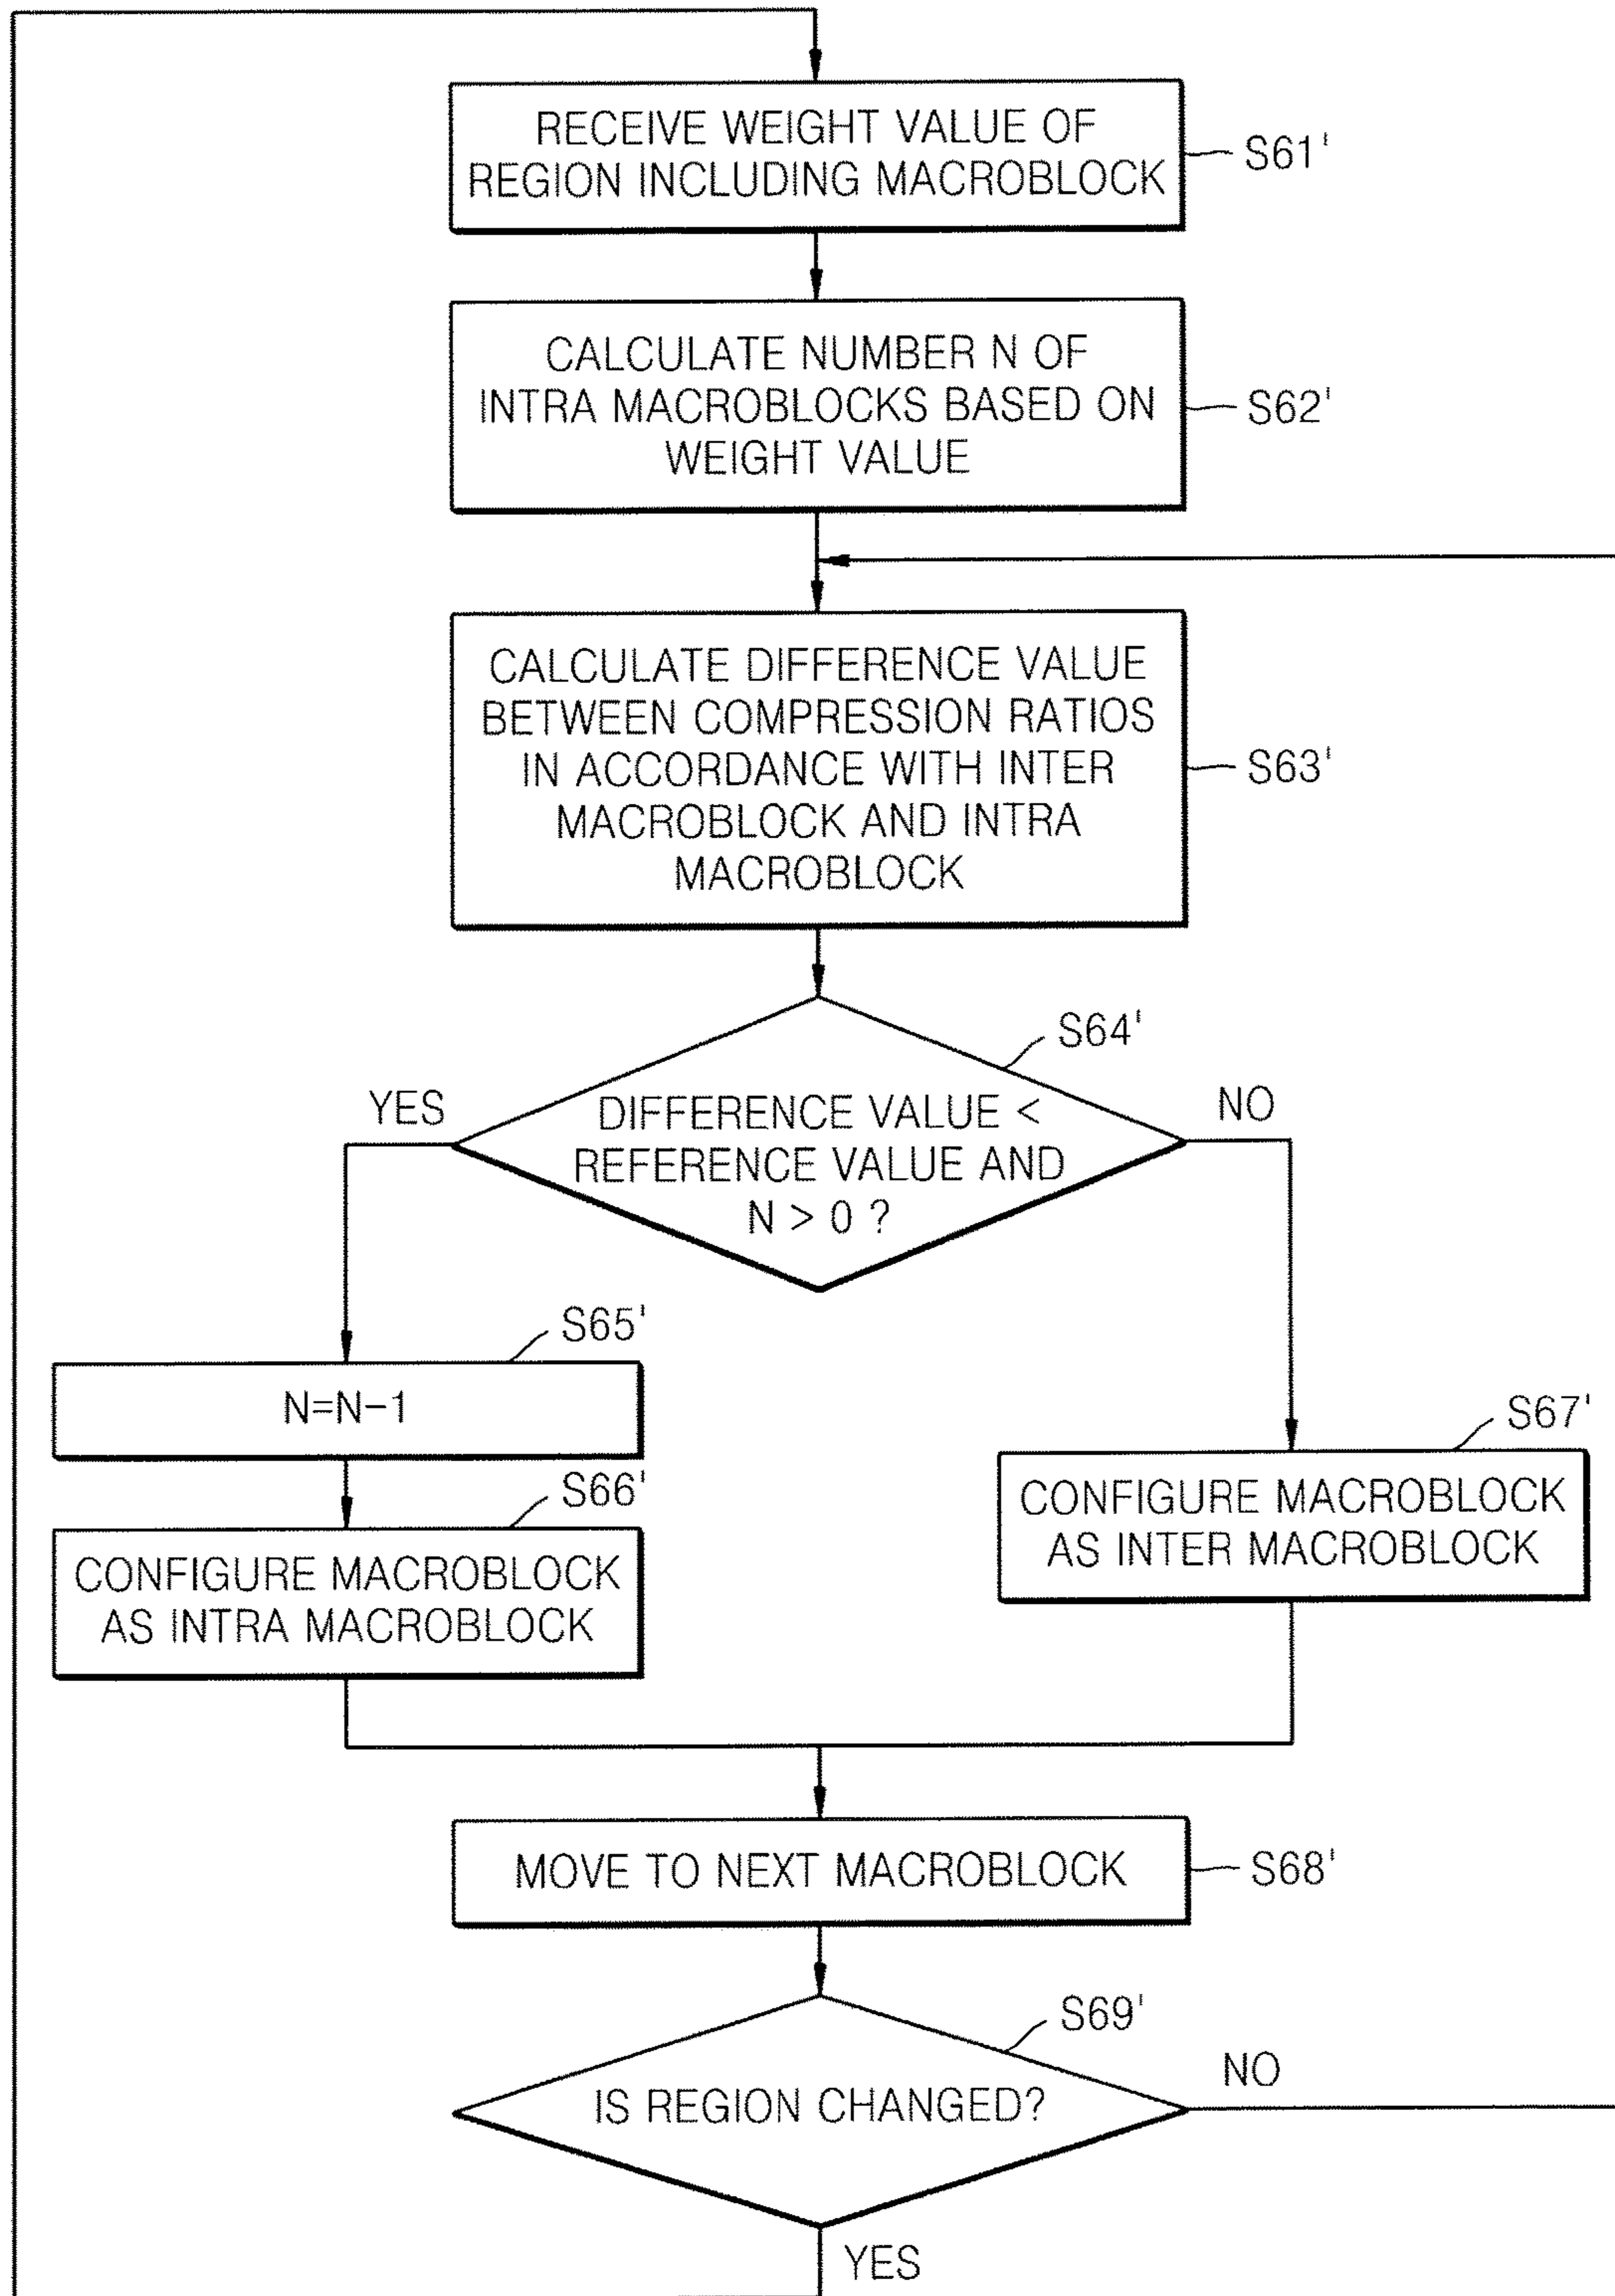 RECEIVE WEIGHT VALUE OF
REGION INCLUDING MACROBLOCK
S61'
CALCULATE NUMBER N OF
INTRA MACROBLOCKS BASED ON
WEIGHT VALUE
S62'
CALCULATE DIFFERENCE VALUE
BETWEEN COMPRESSION RATIOS
IN ACCORDANCE WITH INTER
MACROBLOCK AND INTRA
MACROBLOCK
S63'
S64'
YES
DIFFERENCE VALUE <
REFERENCE VALUE AND
N > 0 ?
NO
S65'
N=N-1
S66'
CONFIGURE MACROBLOCK
AS INTRA MACROBLOCK
S67'
CONFIGURE MACROBLOCK
AS INTER MACROBLOCK
MOVE TO NEXT MACROBLOCK
S68'
S69'
IS REGION CHANGED?
NO
YES